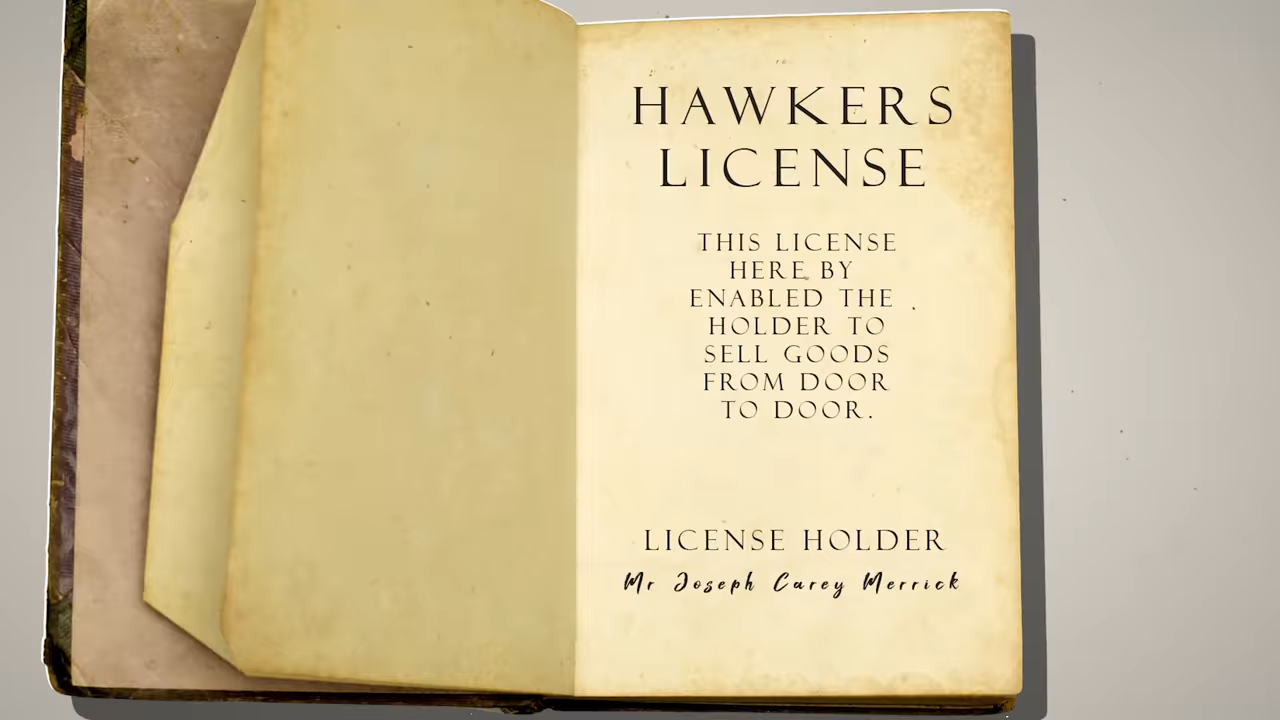 HAWKERS
LICENSE
THIS LICENSE
HERE BY
ENABLED THE
HOLDER TO
SELL GOODS
FROM DOOR
TO DOOR.
LICENSE HOLDER
Mr Joseph Carey Merrick